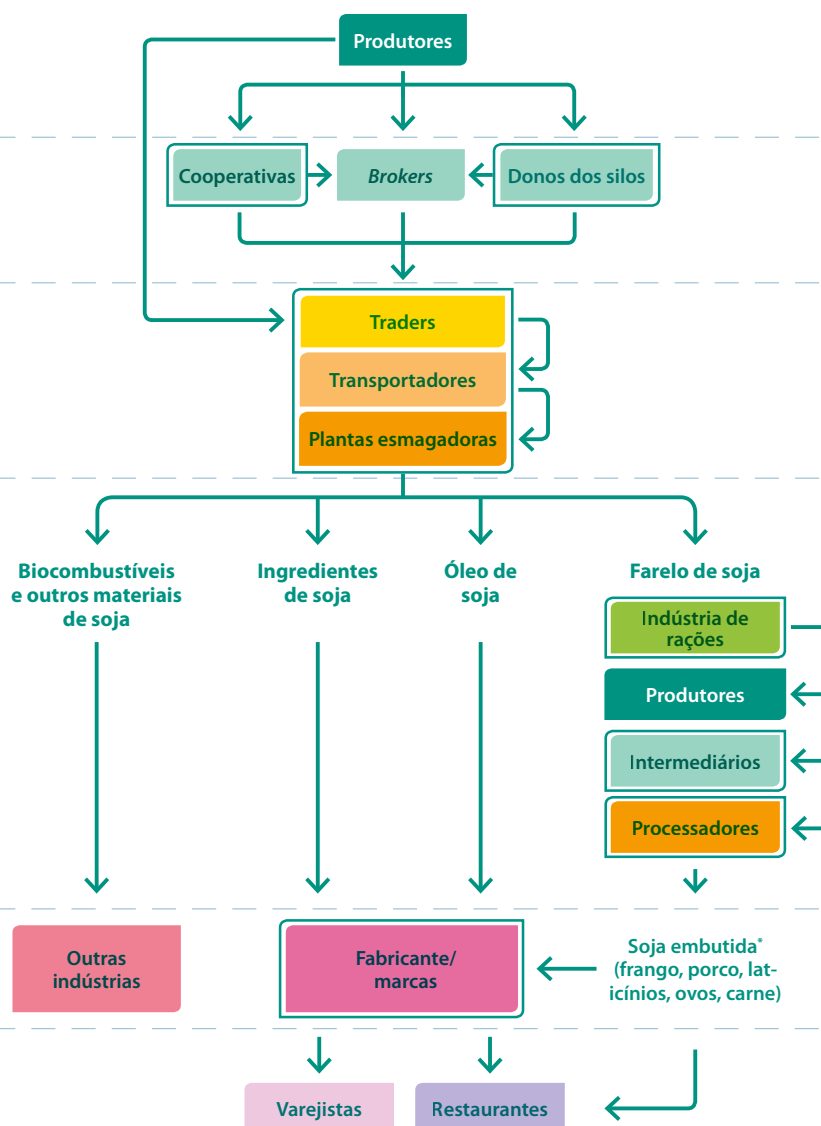 Produtores
Cooperativas
Brokers
Donos dos silos
Traders
Transportadores
Plantas esmagadoras
Biocombustíveis
e outros materiais
de soja
Ingredientes
de soja
Óleo de
soja
Farelo de soja
Indústria de
rações
Produtores
Intermediários
Processadores
Outras
indústrias
Fabricante/
marcas
Soja embutida*
(frango, porco, lat-
icínios, ovos, carne)
Varejistas
Restaurantes